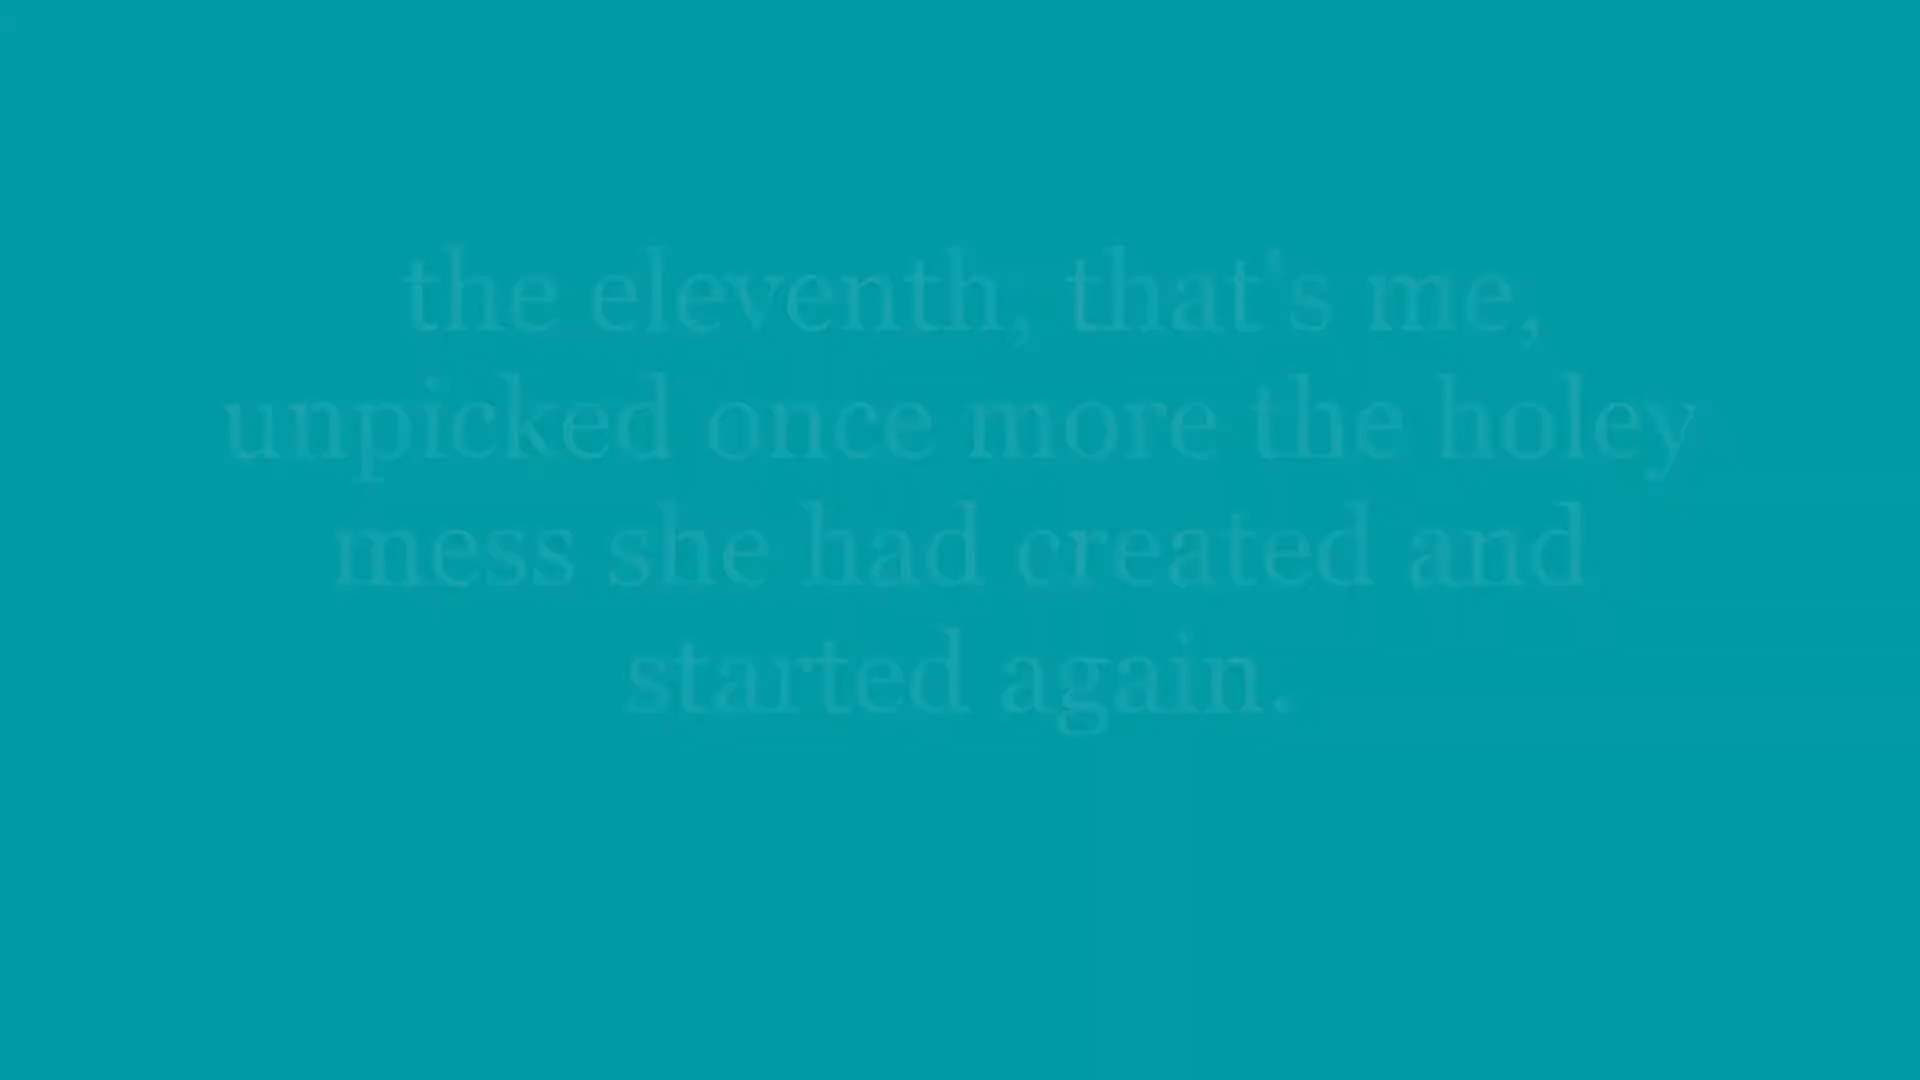 the eleventh, that's me,
unpicked once more the holey
mess she had created and
started again.